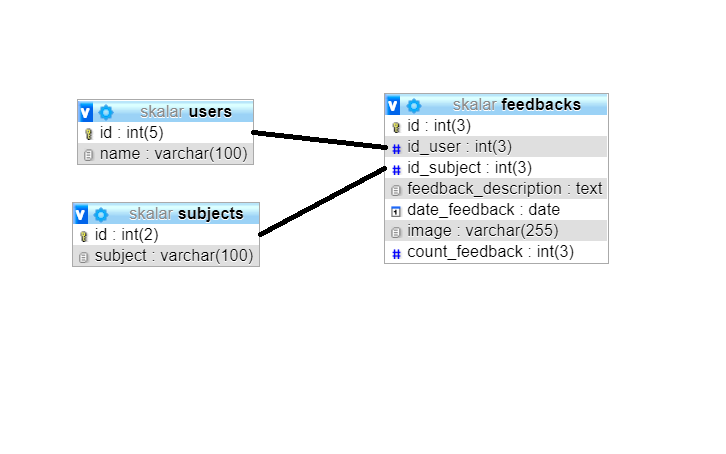 v skalar users
id : int(5)
name : varchar(100)
v skalar subjects
id : int(2)
subject : varchar(100)
v skalar feedbacks
id : int(3)
# id_user : int(3)
# id_subject : int(3)
feedback_description : text
date_feedback : date
image : varchar(255)
# count_feedback : int(3)